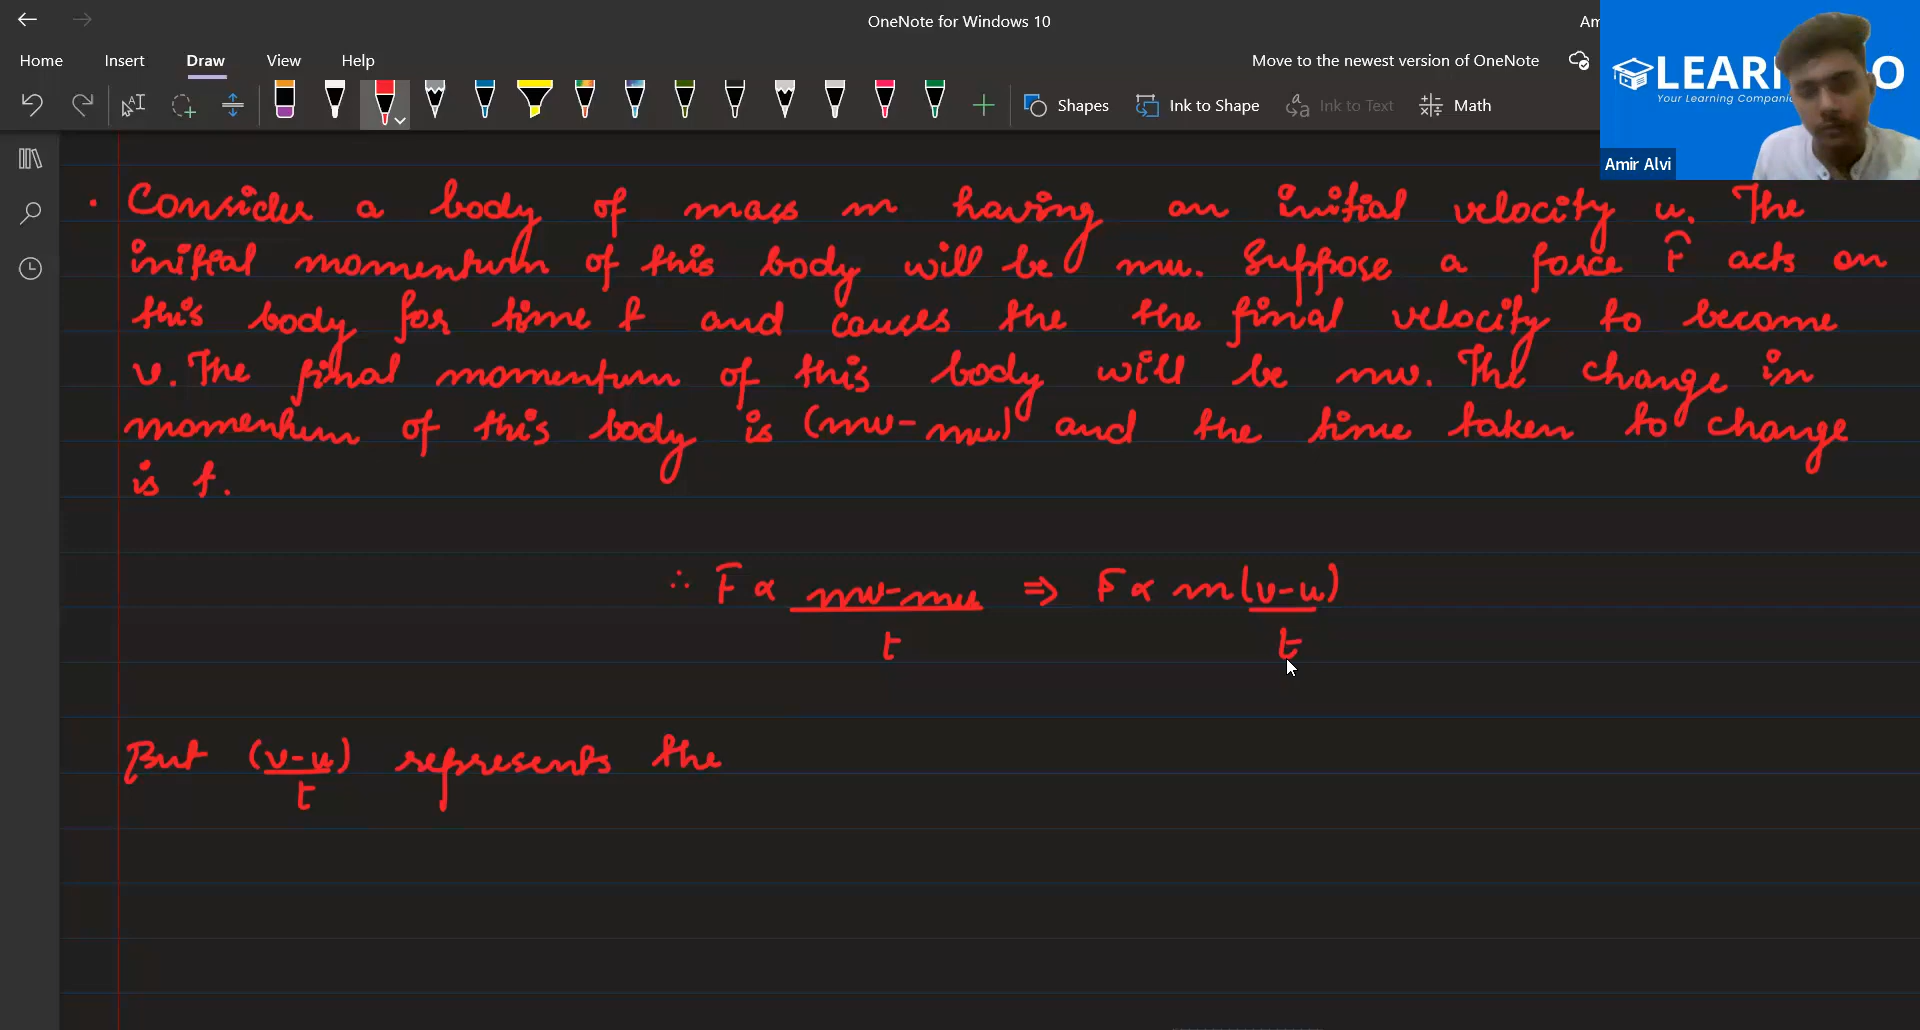 OneNote for Windows 10
Am
Home Insert Draw View Help
Move to the newest version of OneNote
Shapes Ink to Shape Ink to Text Math
LEARN O
Your Learning Compani
Amir Alvi
• Consider a body of mass m having an initial velocity u. The
initial momentum of this body will be mu. Suppose a force F acts on
this body for time t and causes the the final velocity to become
v. The final momentum of this body will be mv. The change in
momentum of this body is (mv-mu) and the time taken to change
is t.
∴ F ∝ mv-mu ⇒ F ∝ m(v-u)
t t
But (v-u) represents the
t